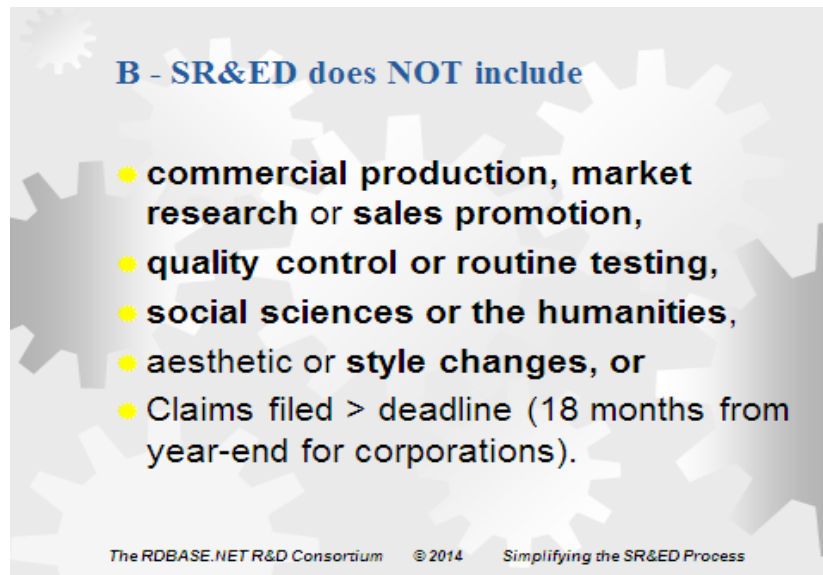 B - SR&ED does NOT include
commercial production, market
research or sales promotion,
quality control or routine testing,
social sciences or the humanities,
aesthetic or style changes, or
Claims filed > deadline (18 months from
year-end for corporations).
The RDBASE.NET R&D Consortium © 2014 Simplifying the SR&ED Process